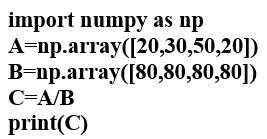 import numpy as np
A=np.array([20,30,50,20])
B=np.array([80,80,80,80])
C=A/B
print(C)